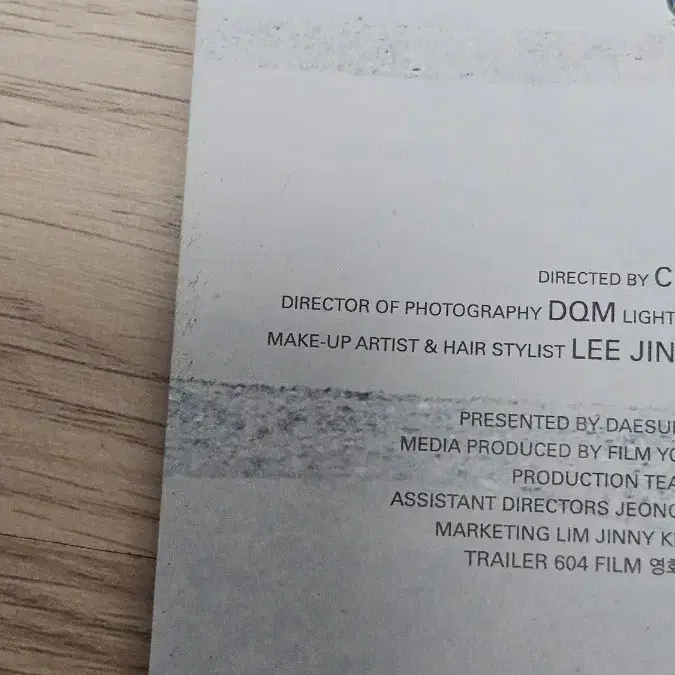 DIRECTED BY C
DIRECTOR OF PHOTOGRAPHY DQM LIGHT
MAKE-UP ARTIST & HAIR STYLIST LEE JIN
PRESENTED BY DAESU
MEDIA PRODUCED BY FILM YO
PRODUCTION TEA
ASSISTANT DIRECTORS JEONG
MARKETING LIM JINNY K
TRAILER 604 FILM 영화